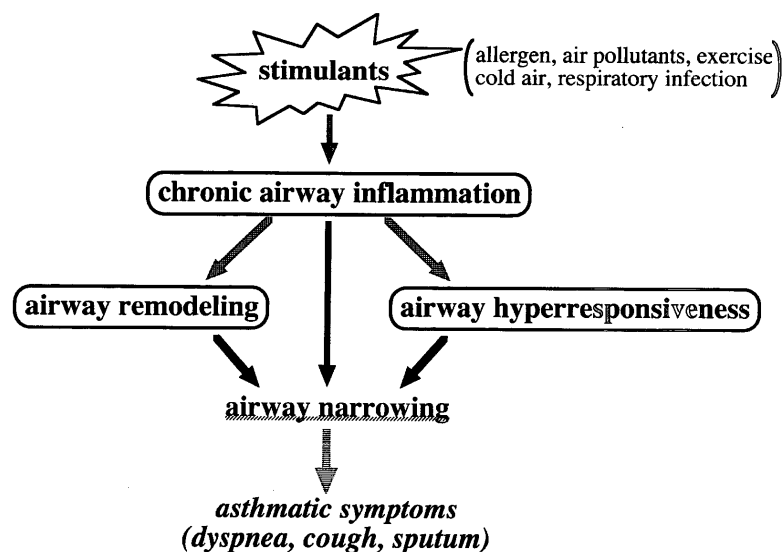 stimulants
(allergen, air pollutants, exercise
cold air, respiratory infection)
chronic airway inflammation
airway remodeling
airway hyperresponsiveness
airway narrowing
asthmatic symptoms
(dyspnea, cough, sputum)